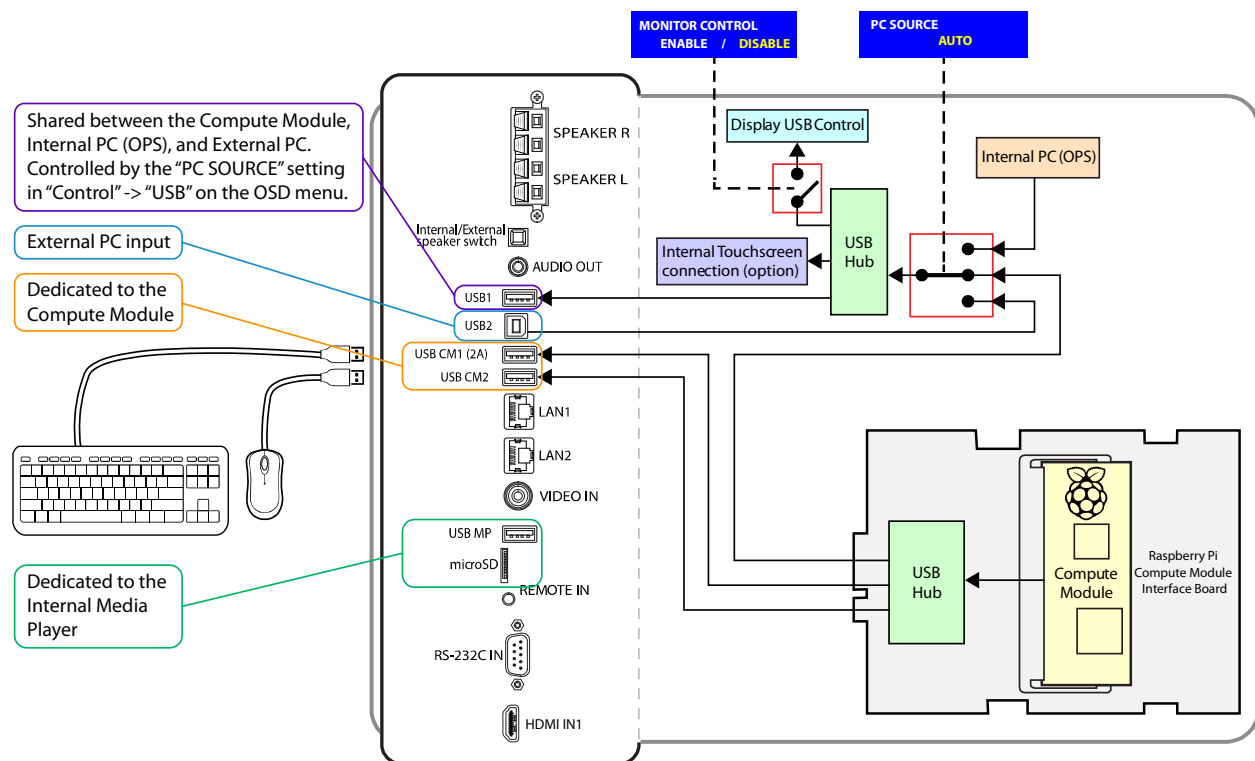 MONITOR CONTROL
ENABLE / DISABLE
PC SOURCE
AUTO
Shared between the Compute Module,
Internal PC (OPS), and External PC.
Controlled by the “PC SOURCE” setting
in “Control” -> “USB” on the OSD menu.
External PC input
Dedicated to the
Compute Module
Dedicated to the
Internal Media
Player
SPEAKER R
SPEAKER L
Internal/External
speaker switch
AUDIO OUT
USB1
USB2
USB CM1 (2A)
USB CM2
LAN1
LAN2
VIDEO IN
USB MP
microSD
REMOTE IN
RS-232C IN
HDMI IN1
Display USB Control
Internal PC (OPS)
Internal Touchscreen
connection (option)
USB
Hub
USB
Hub
Compute
Module
Raspberry Pi
Compute Module
Interface Board